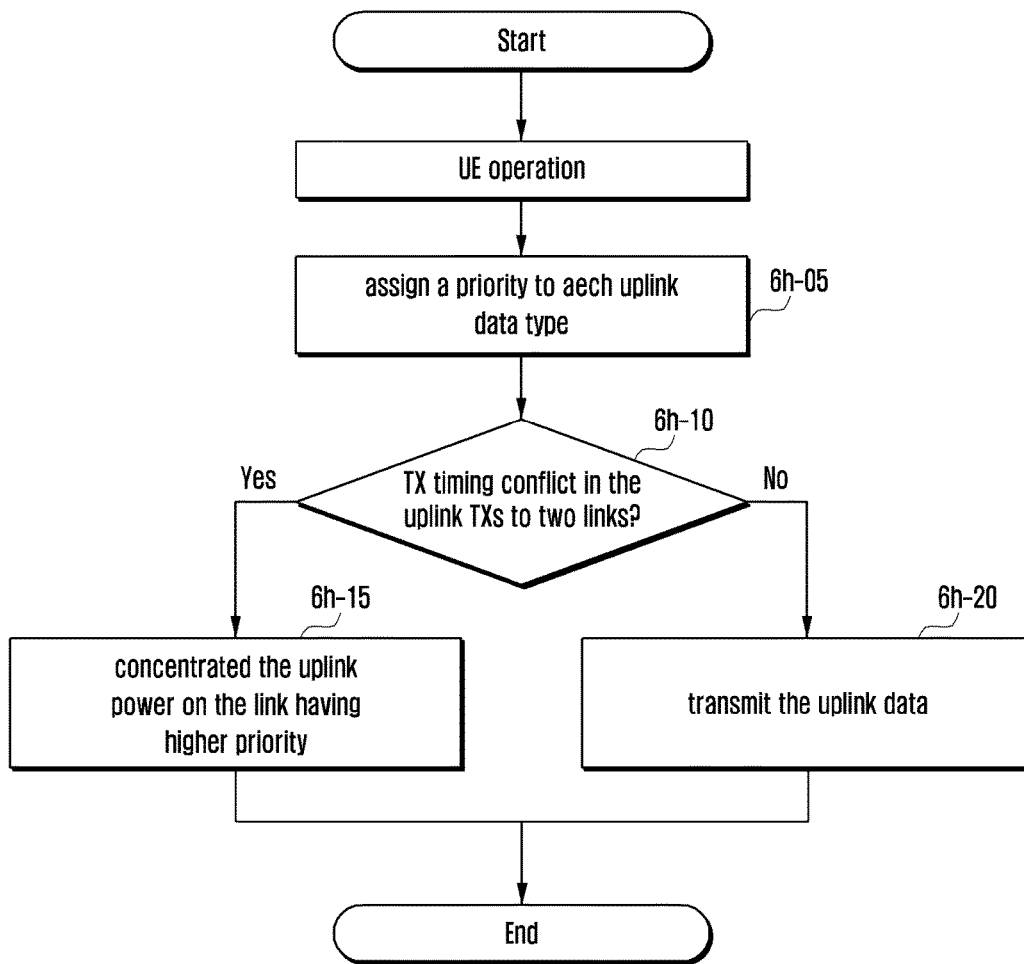 Start
UE operation
assign a priority to aech uplink
data type
6h-05
6h-10
TX timing conflict in the
uplink TXs to two links?
Yes
No
6h-15
concentrated the uplink
power on the link having
higher priority
6h-20
transmit the uplink data
End